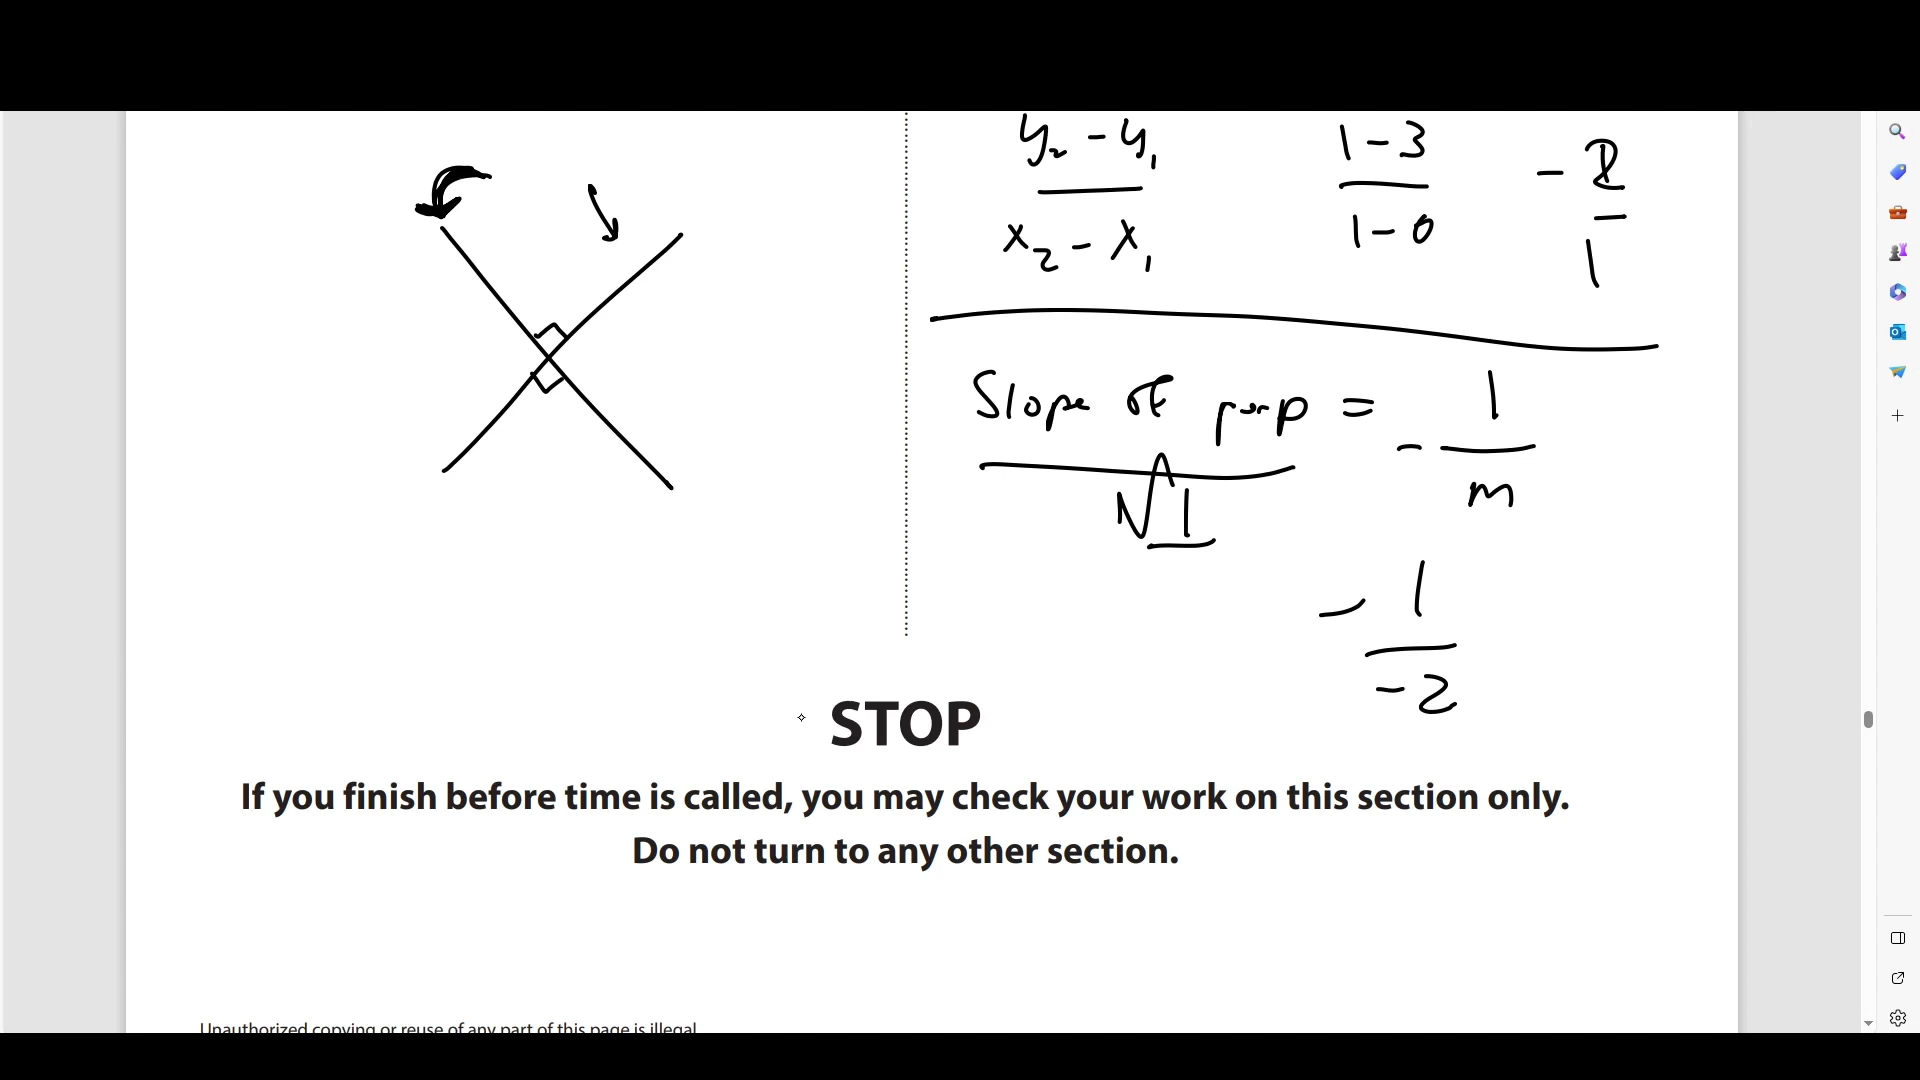 y₂ - y₁
x₂ - x₁
1 - 3
1 - 0
- 2
1
Slope of perp = - 1
m
- 1
- 2
STOP
If you finish before time is called, you may check your work on this section only.
Do not turn to any other section.
Unauthorized copying or reuse of any part of this page is illegal